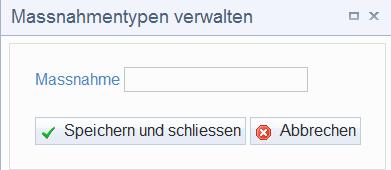 Massnahmentypen verwalten
Massnahme
Speichern und schliessen Abbrechen